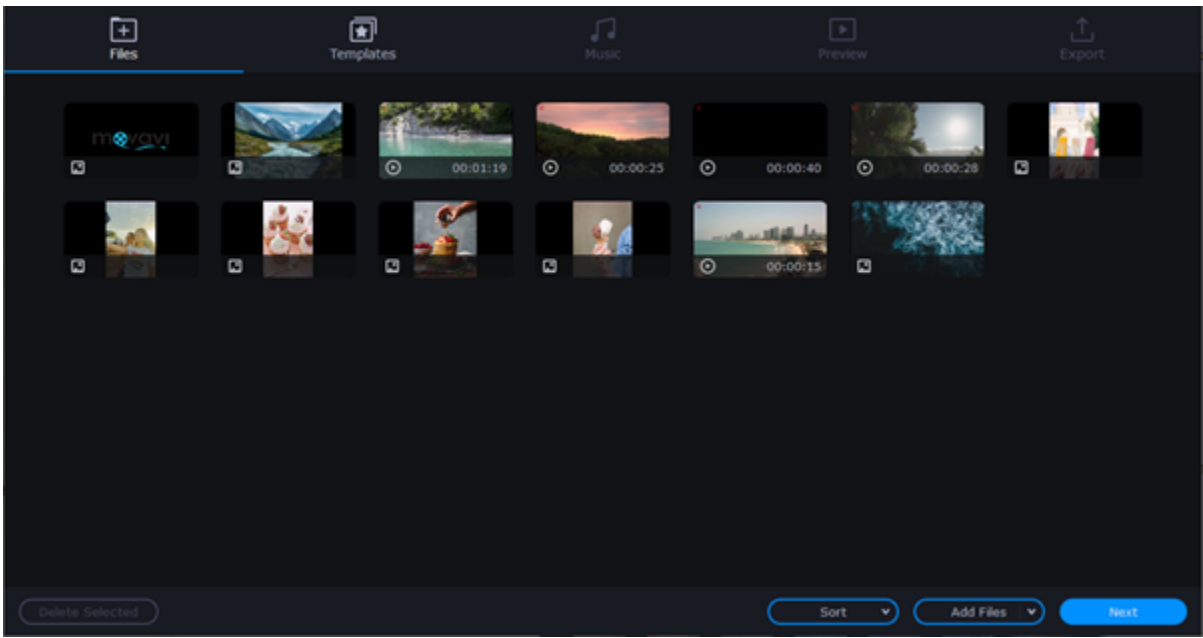 Files
Templates
Music
Preview
Export
movavi
00:01:19
00:00:25
00:00:40
00:00:28
00:00:15
Delete Selected
Sort
Add Files
Next